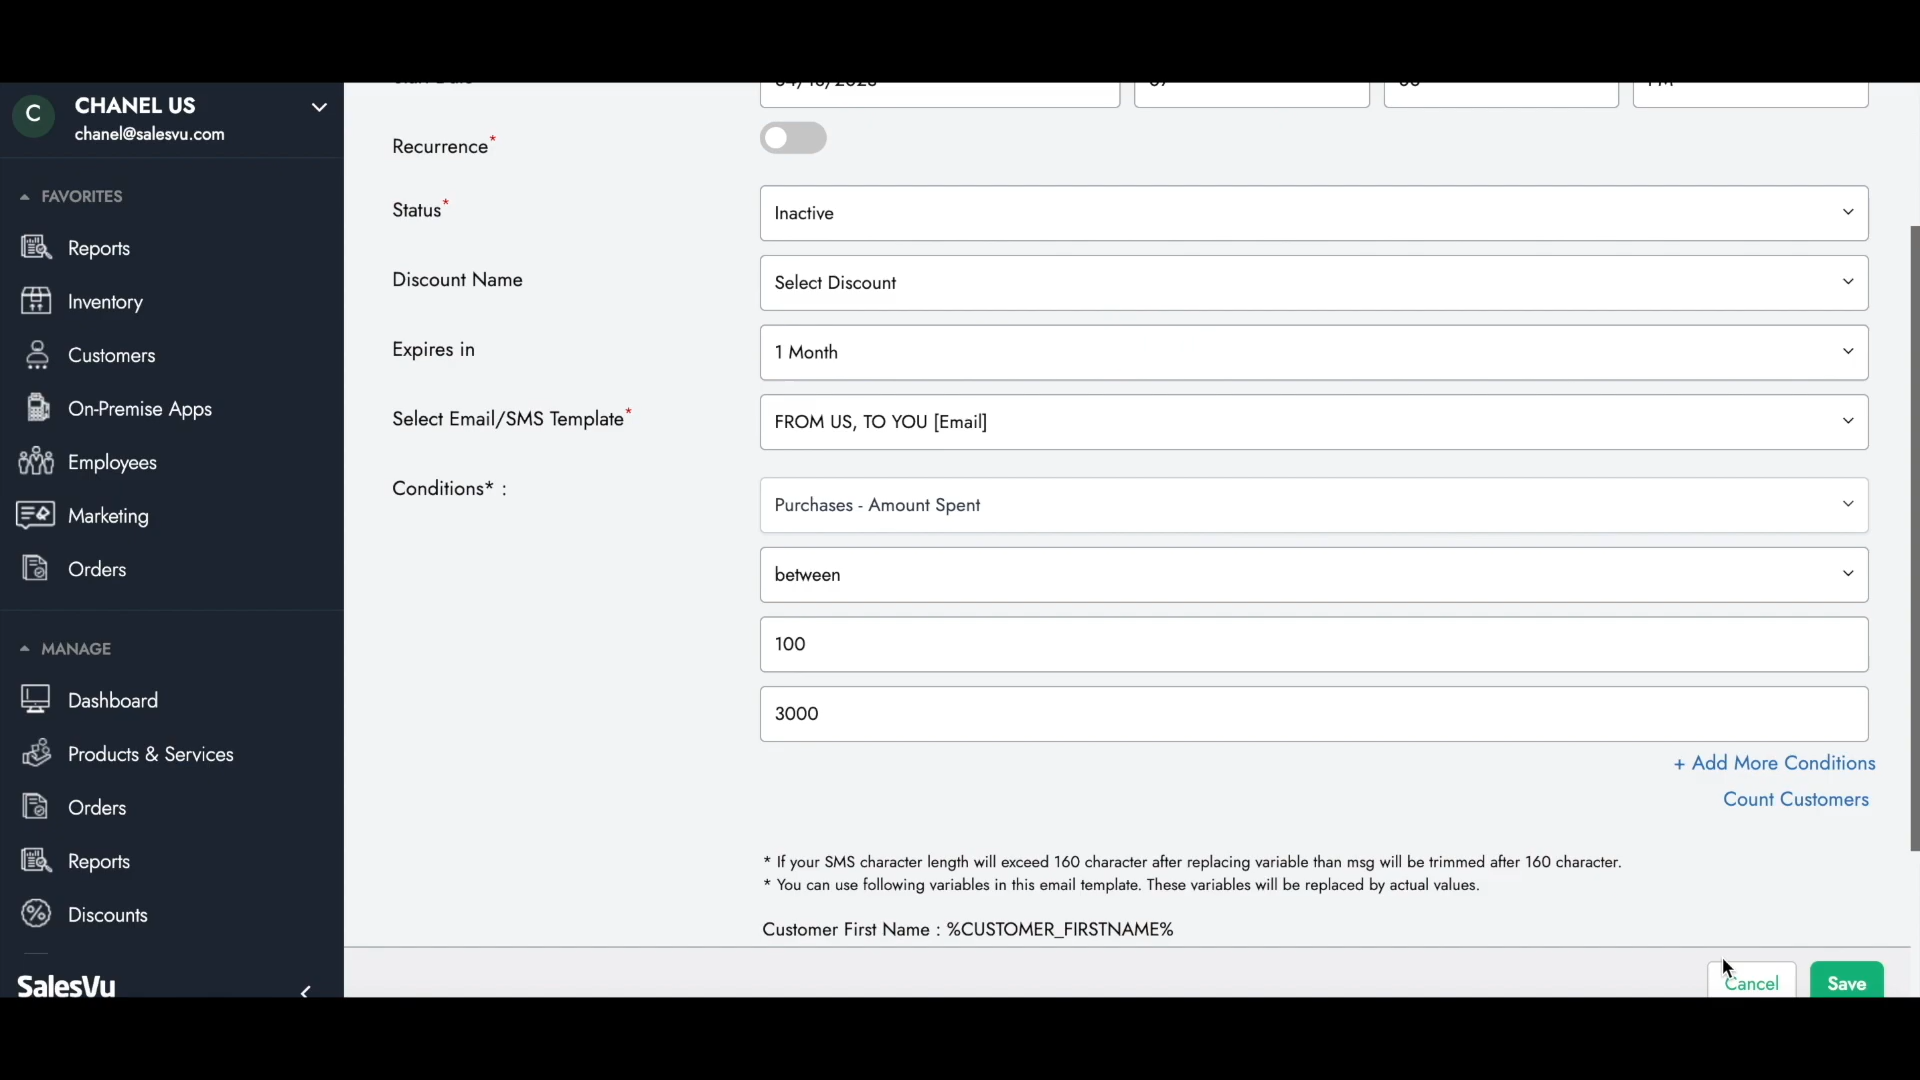 C
CHANEL US
chanel@salesvu.com
FAVORITES
Reports
Inventory
Customers
On-Premise Apps
Employees
Marketing
Orders
MANAGE
Dashboard
Products & Services
Orders
Reports
Discounts
SalesVu
Recurrence*
Status*
Inactive
Discount Name
Select Discount
Expires in
1 Month
Select Email/SMS Template*
FROM US, TO YOU [Email]
Conditions* :
Purchases - Amount Spent
between
100
3000
+ Add More Conditions
Count Customers
* If your SMS character length will exceed 160 character after replacing variable than msg will be trimmed after 160 character.
* You can use following variables in this email template. These variables will be replaced by actual values.
Customer First Name : %CUSTOMER_FIRSTNAME%
Cancel
Save